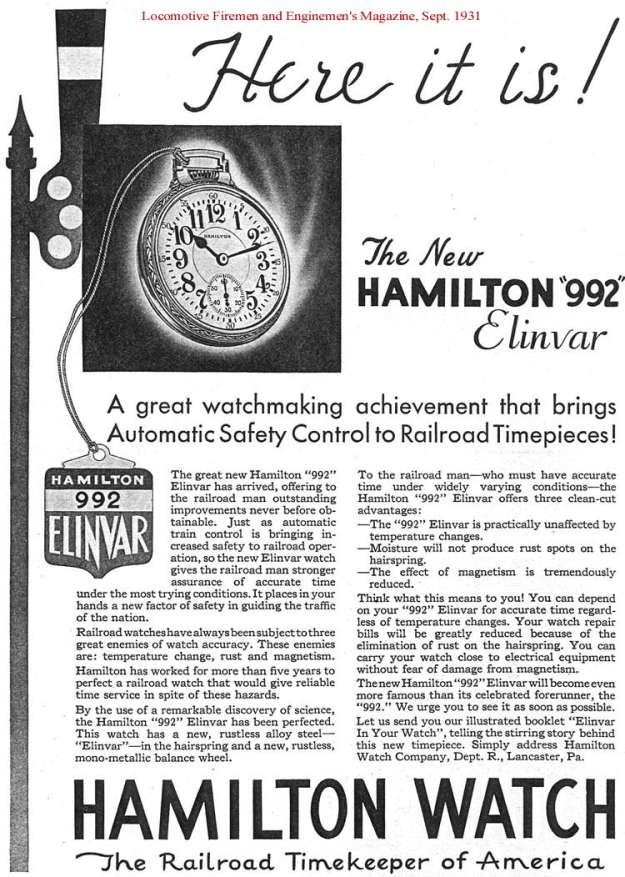 Locomotive Firemen and Enginemen's Magazine, Sept. 1931
Here it is!
The New
HAMILTON "992"
Elinvar
A great watchmaking achievement that brings
Automatic Safety Control to Railroad Timepieces!
HAMILTON
992
ELINVAR
The great new Hamilton "992"
Elinvar has arrived, offering to
the railroad man outstanding
improvements never before ob-
tainable. Just as automatic
train control is bringing in-
creased safety to railroad oper-
ation, so the new Elinvar watch
gives the railroad man stronger
assurance of accurate time
under the most trying conditions. It places in your
hands a new factor of safety in guiding the traffic
of the nation.
Railroad watches have always been subject to three
great enemies of watch accuracy. These enemies
are: temperature change, rust and magnetism.
Hamilton has worked for more than five years to
perfect a railroad watch that would give reliable
time service in spite of these hazards.
By the use of a remarkable discovery of science,
the Hamilton "992" Elinvar has been perfected.
This watch has a new, rustless alloy steel—
"Elinvar"—in the hairspring and a new, rustless,
mono-metallic balance wheel.
To the railroad man—who must have accurate
time under widely varying conditions—the
Hamilton "992" Elinvar offers three clean-cut
advantages:
—The "992" Elinvar is practically unaffected by
temperature changes.
—Moisture will not produce rust spots on the
hairspring.
—The effect of magnetism is tremendously
reduced.
Think what this means to you! You can depend
on your "992" Elinvar for accurate time regard-
less of temperature changes. Your watch repair
bills will be greatly reduced because of the
elimination of rust on the hairspring. You can
carry your watch close to electrical equipment
without fear of damage from magnetism.
The new Hamilton "992" Elinvar will become even
more famous than its celebrated forerunner, the
"992." We urge you to see it as soon as possible.
Let us send you our illustrated booklet "Elinvar
In Your Watch", telling the stirring story behind
this new timepiece. Simply address Hamilton
Watch Company, Dept. R., Lancaster, Pa.
HAMILTON WATCH
The Railroad Timekeeper of America